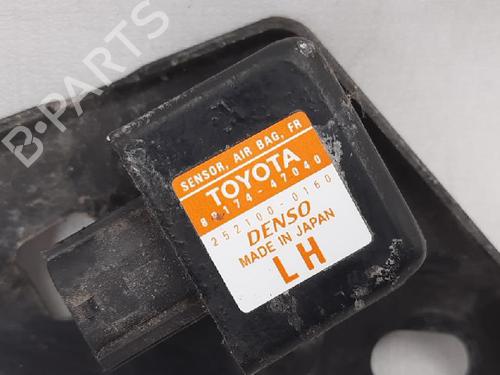 B-PARTS
SENSOR, AIR BAG, FR
TOYOTA
89174-47040
252100-0160
DENSO
MADE IN JAPAN
LH